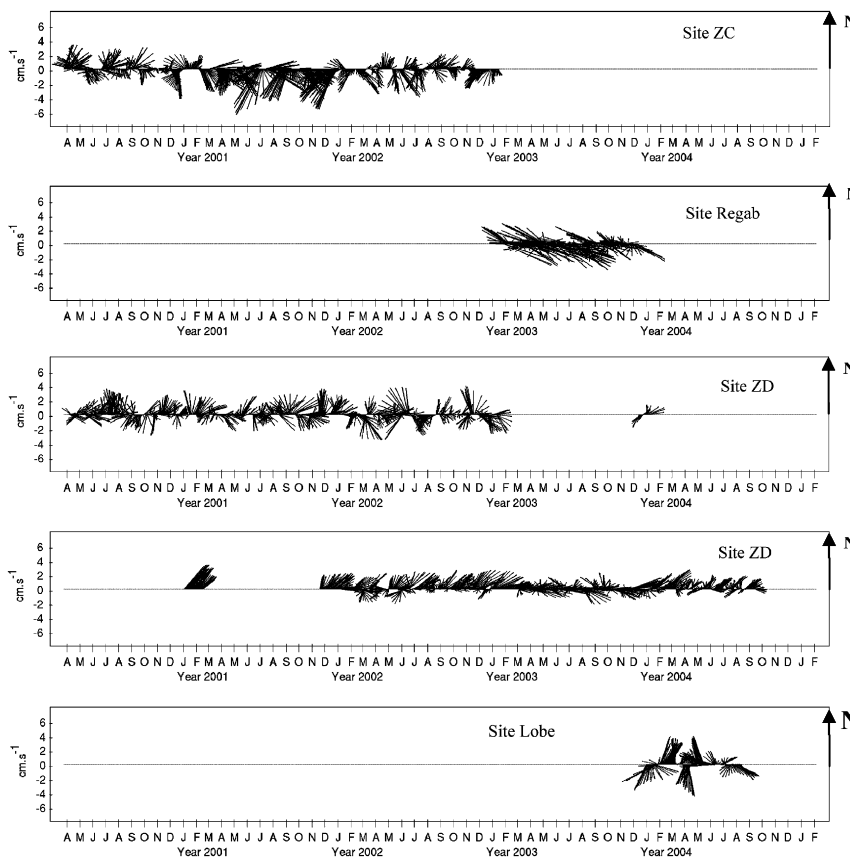 N
Site ZC
6
4
2
0
-2
-4
-6
cm.s⁻¹
A M J J A S O N D J F M A M J J A S O N D J F M A M J J A S O N D J F M A M J J A S O N D J F M A M J J A S O N D J F
Year 2001 Year 2002 Year 2003 Year 2004
N
Site Regab
6
4
2
0
-2
-4
-6
cm.s⁻¹
A M J J A S O N D J F M A M J J A S O N D J F M A M J J A S O N D J F M A M J J A S O N D J F M A M J J A S O N D J F
Year 2001 Year 2002 Year 2003 Year 2004
N
Site ZD
6
4
2
0
-2
-4
-6
cm.s⁻¹
A M J J A S O N D J F M A M J J A S O N D J F M A M J J A S O N D J F M A M J J A S O N D J F M A M J J A S O N D J F
Year 2001 Year 2002 Year 2003 Year 2004
N
Site ZD
6
4
2
0
-2
-4
-6
cm.s⁻¹
A M J J A S O N D J F M A M J J A S O N D J F M A M J J A S O N D J F M A M J J A S O N D J F M A M J J A S O N D J F
Year 2001 Year 2002 Year 2003 Year 2004
N
Site Lobe
6
4
2
0
-2
-4
-6
cm.s⁻¹
A M J J A S O N D J F M A M J J A S O N D J F M A M J J A S O N D J F M A M J J A S O N D J F M A M J J A S O N D J F
Year 2001 Year 2002 Year 2003 Year 2004